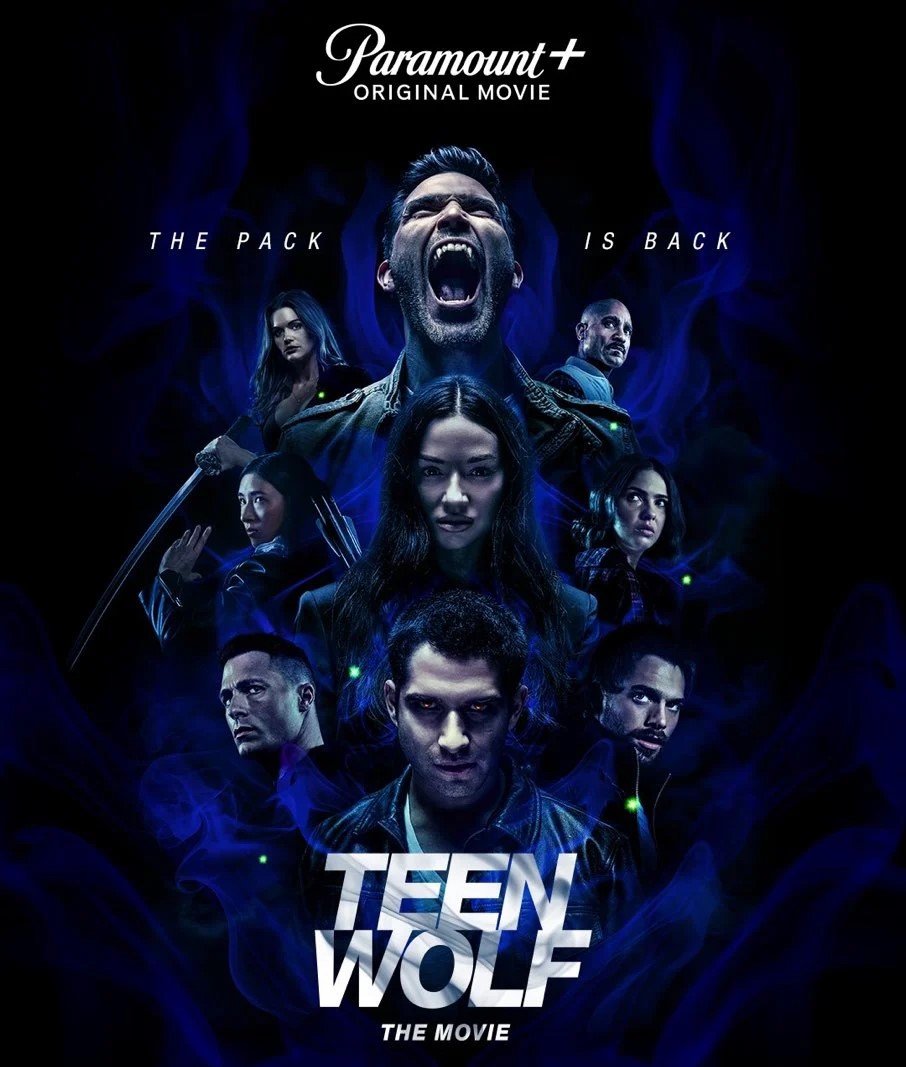 Paramount+
ORIGINAL MOVIE
THE PACK IS BACK
TEEN
WOLF
THE MOVIE